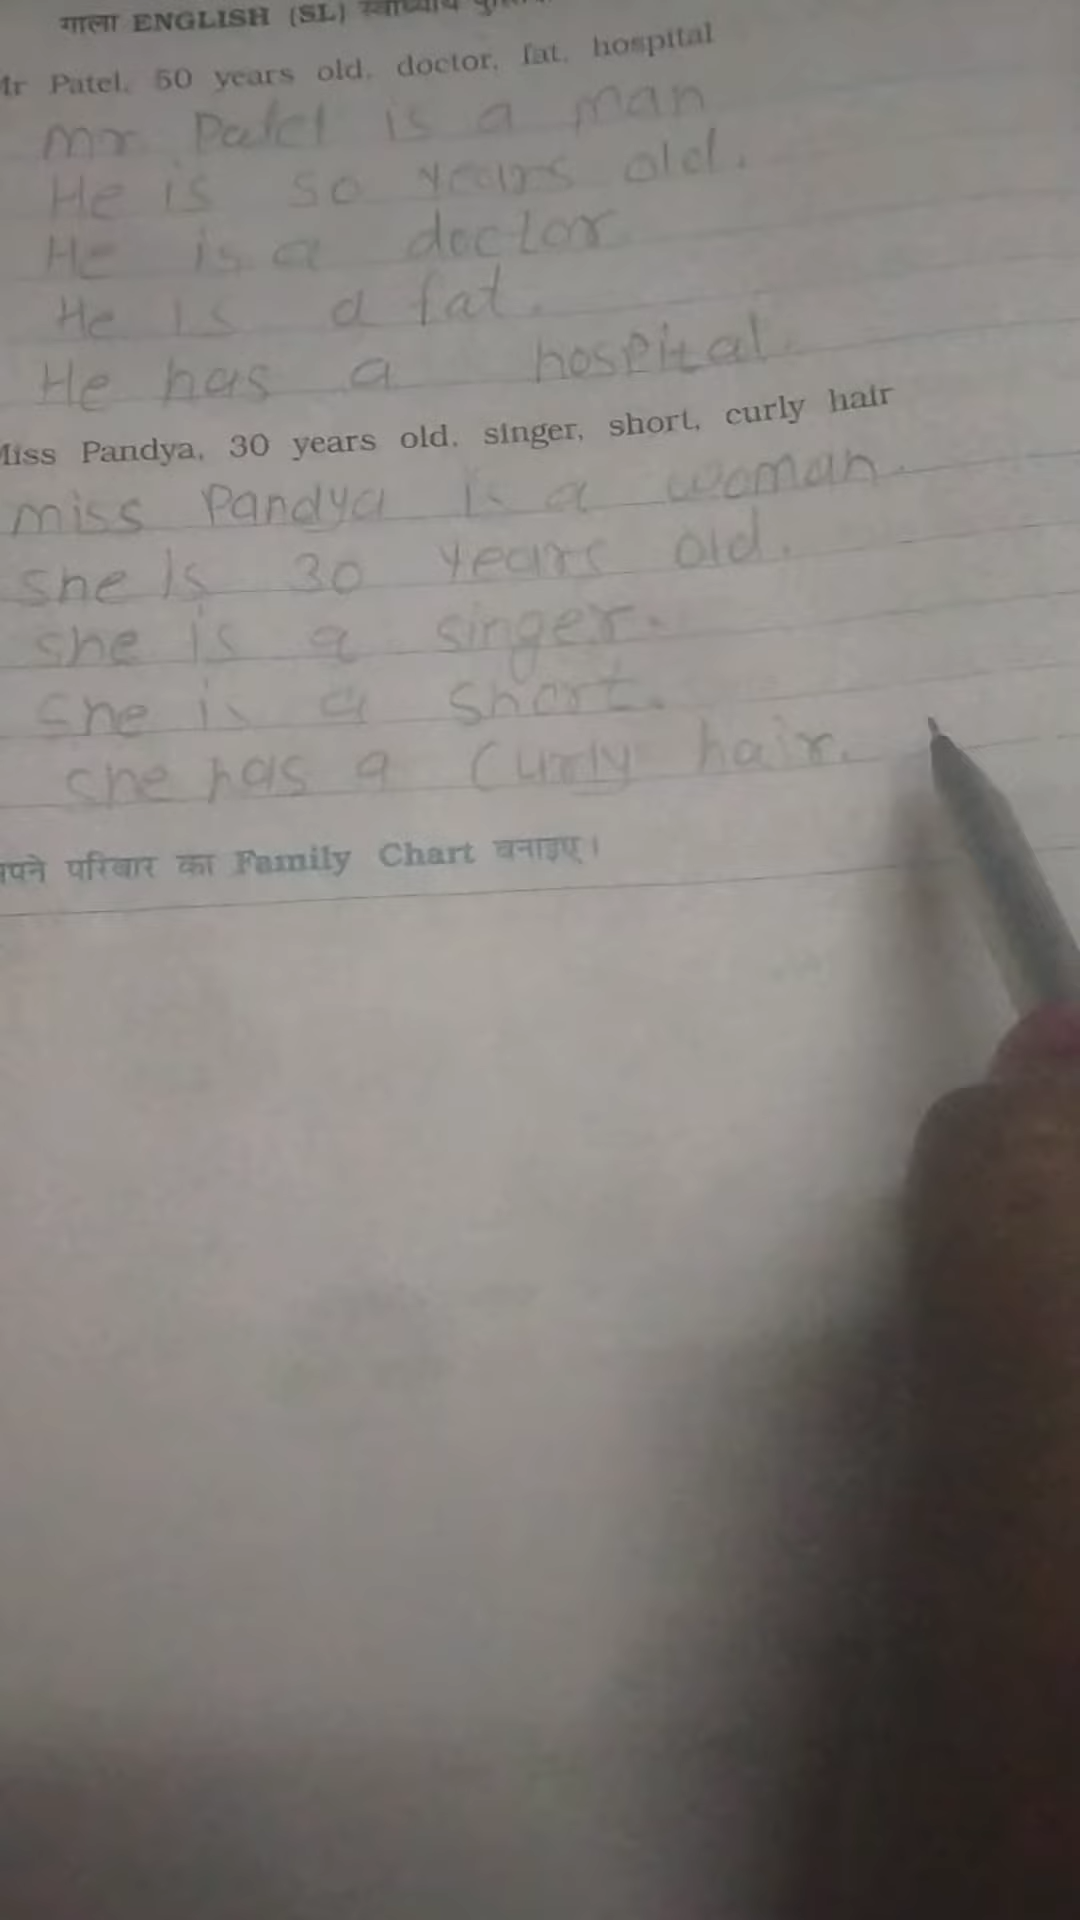 गाला ENGLISH (SL) स्वाध्याय
Mr Patel, 50 years old, doctor, fat, hospital
mr Patel is a man
He is 50 years old.
He is a doctor
He is a fat.
He has a hospital.
Miss Pandya, 30 years old, singer, short, curly hair
miss Pandya is a woman.
she is 30 years old.
she is a singer.
she is a short.
she has a Curly hair.
पने परिवार का Family Chart बनाइए।